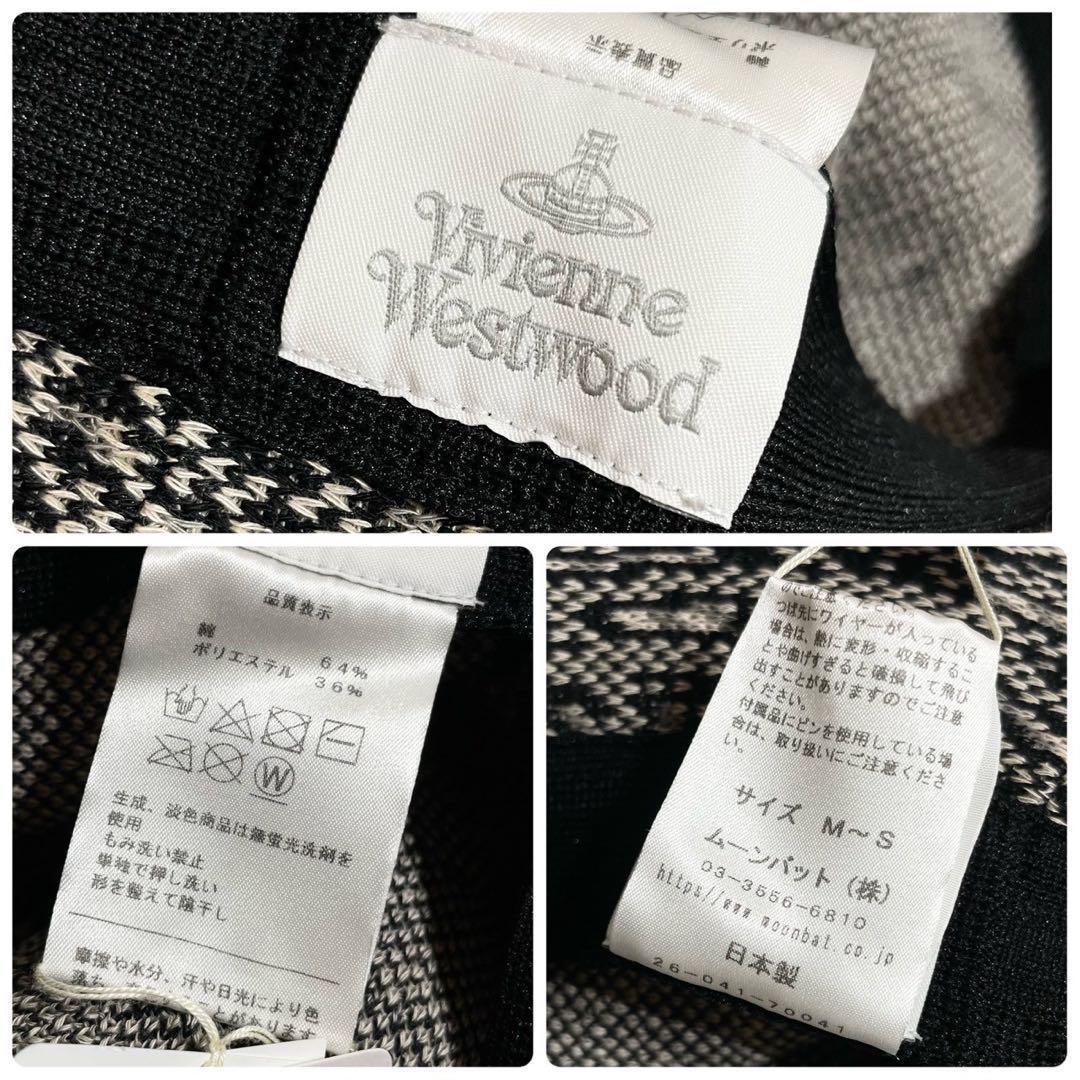 品質表示
Vivienne
Westwood
品質表示
綿 64%
ポリエステル 36%
W
生成、淡色商品は無蛍光洗剤を
使用
もみ洗い禁止
単独で押し洗い
形を整えて陰干し
摩擦や水分、汗や日光により色
つば先にワイヤーが入っている
場合は、敵に変形・収縮するこ
とや曲げすぎると破損して飛び
出すことがありますのでご注意
ください。
付属品にピンを使用している場
合は、取り扱いにご注意くださ
い。
サイズ M～S
ムーンバット（株）
03-3556-6810
https://www.moonbat.co.jp
日本製
26-041-70041